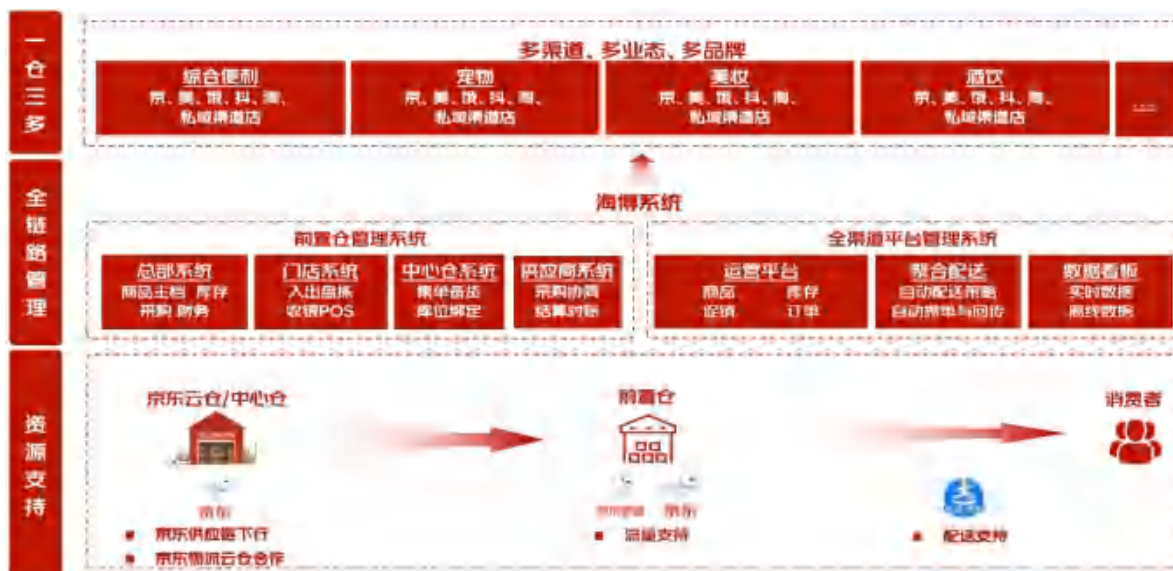 一仓三多
多渠道、多业态、多品牌
综合便利
京、美、饿、抖、淘、
私域渠道店
宠物
京、美、饿、抖、淘、
私域渠道店
美妆
京、美、饿、抖、淘、
私域渠道店
酒饮
京、美、饿、抖、淘、
私域渠道店
……
全链路管理
海博系统
前置仓管理系统
总部系统
商品主档 库存
采购 财务
门店系统
入出盘拣
收银POS
中心仓系统
集单备货
库位绑定
供应商系统
采购协同
结算对账
全渠道平台管理系统
运营平台
商品 库存
促销 订单
聚合配送
自动配送策略
自动揽单与回传
数据看板
实时数据
离线数据
资源支持
京东云仓/中心仓
京东
京东供应链下行
京东物流云仓合作
前置仓
京东
流量支持
配送支持
消费者